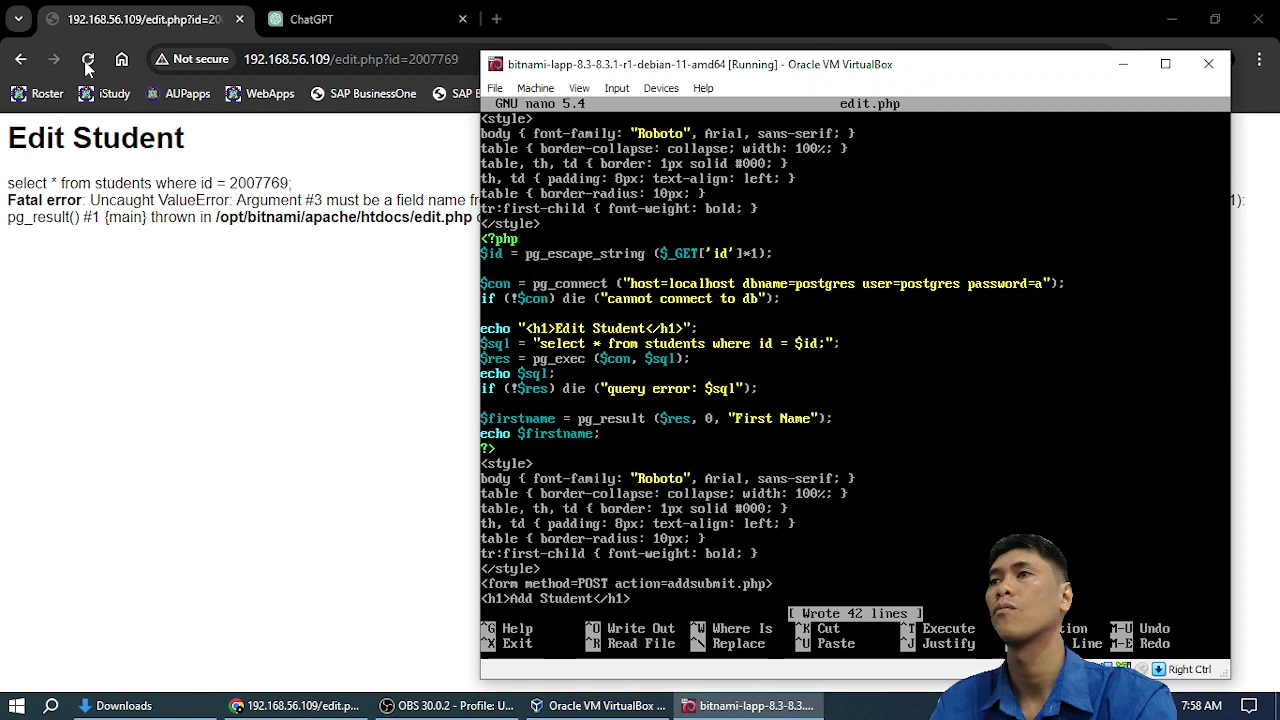 192.168.56.109/edit.php?id=20
ChatGPT
Not secure
192.168.56.109/edit.php?id=2007769
Roster
iStudy
AUPapps
WebApps
SAP BusinessOne
SAP B
Edit Student
select * from students where id = 2007769;
Fatal error: Uncaught ValueError: Argument #3 must be a field name
1):
pg_result() #1 {main} thrown in /opt/bitnami/apache/htdocs/edit.php
bitnami-lapp-8.3-8.3.1-r1-debian-11-amd64 [Running] - Oracle VM VirtualBox
File Machine View Input Devices Help
GNU nano 5.4 edit.php
<style>
body { font-family: "Roboto", Arial, sans-serif; }
table { border-collapse: collapse; width: 100%; }
table, th, td { border: 1px solid #000; }
th, td { padding: 8px; text-align: left; }
table { border-radius: 10px; }
tr:first-child { font-weight: bold; }
</style>
<?php
$id = pg_escape_string ($_GET['id']*1);
$con = pg_connect ("host=localhost dbname=postgres user=postgres password=a");
if (!$con) die ("cannot connect to db");
echo "<h1>Edit Student</h1>";
$sql = "select * from students where id = $id;";
$res = pg_exec ($con, $sql);
echo $sql;
if (!$res) die ("query error: $sql");
$firstname = pg_result ($res, 0, "First Name");
echo $firstname;
?>
<style>
body { font-family: "Roboto", Arial, sans-serif; }
table { border-collapse: collapse; width: 100%; }
table, th, td { border: 1px solid #000; }
th, td { padding: 8px; text-align: left; }
table { border-radius: 10px; }
tr:first-child { font-weight: bold; }
</style>
<form method=POST action=addsubmit.php>
<h1>Add Student</h1>
[ Wrote 42 lines ]
^G Help ^O Write Out ^W Where Is ^K Cut ^T Execute tion M-U Undo
^X Exit ^R Read File ^\ Replace ^U Paste ^J Justify Line M-E Redo
Right Ctrl
Downloads
192.168.56.109/edit.p...
OBS 30.0.2 - Profile: U...
Oracle VM VirtualBox ...
bitnami-lapp-8.3-8.3....
7:58 AM